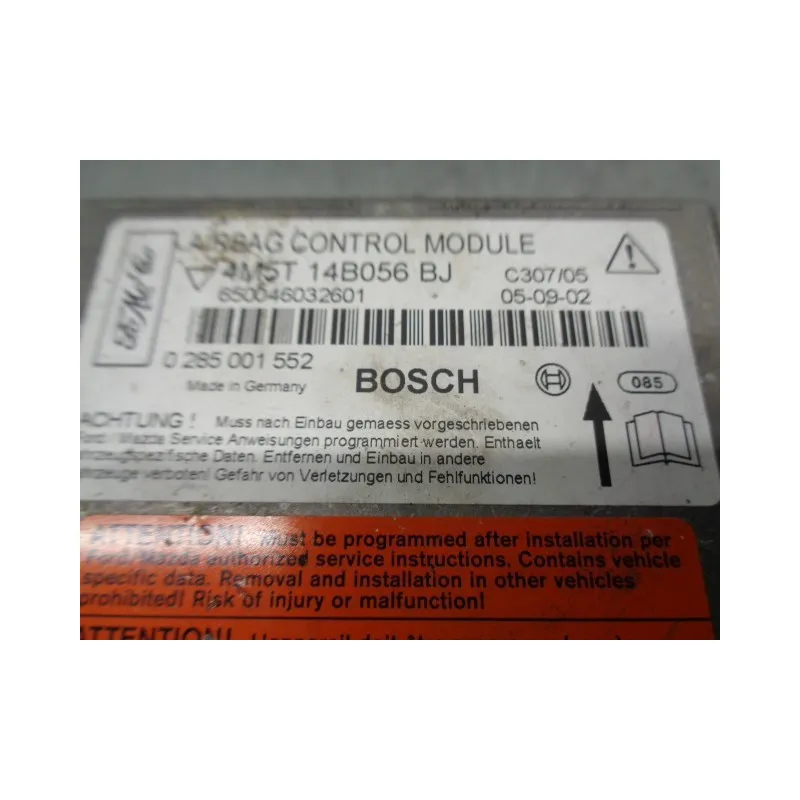 AIRBAG CONTROL MODULE
4M5T 14B056 BJ C307/05
650046032601 05-09-02
0 285 001 552
Made in Germany BOSCH 085
ACHTUNG! Muss nach Einbau gemaess vorgeschriebenen
Ford/Mazda Service Anweisungen programmiert werden. Enthaelt
Daten. Entfernen und Einbau in andere
verboten! Gefahr von Verletzungen und Fehlfunktionen!
ATTENTION! Must be programmed after installation per
Ford/Mazda authorized service instructions. Contains vehicle
specific data. Removal and installation in other vehicles
prohibited! Risk of injury or malfunction!
ATTENTION!